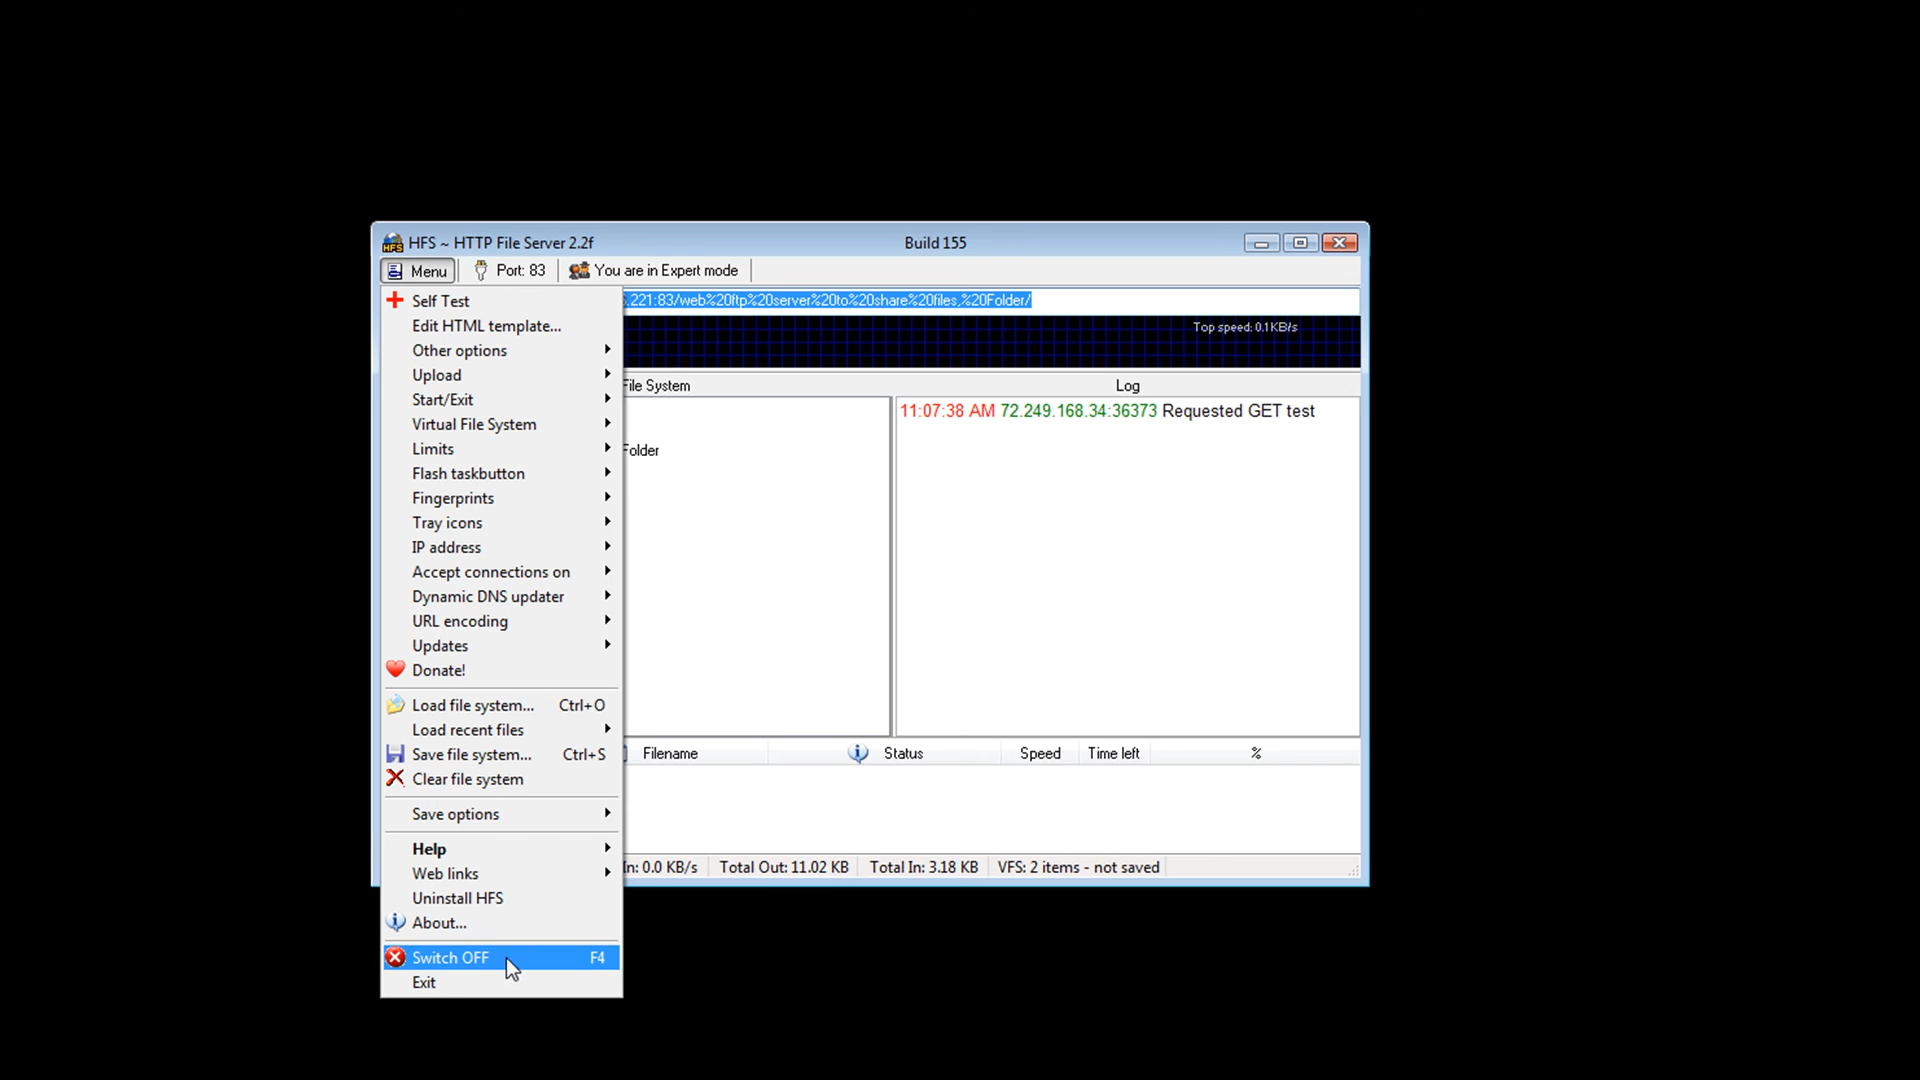 HFS ~ HTTP File Server 2.2f Build 155
Menu Port: 83 You are in Expert mode
.221:83/web%20ftp%20server%20to%20share%20files,%20Folder/
Top speed: 0.1KB/s
File System Log
11:07:38 AM 72.249.168.34:36373 Requested GET test
Folder
Self Test
Edit HTML template...
Other options
Upload
Start/Exit
Virtual File System
Limits
Flash taskbutton
Fingerprints
Tray icons
IP address
Accept connections on
Dynamic DNS updater
URL encoding
Updates
Donate!
Load file system... Ctrl+O
Load recent files
Save file system... Ctrl+S
Clear file system
Save options
Help
Web links
Uninstall HFS
About...
Switch OFF F4
Exit
Filename Status Speed Time left %
In: 0.0 KB/s Total Out: 11.02 KB Total In: 3.18 KB VFS: 2 items - not saved